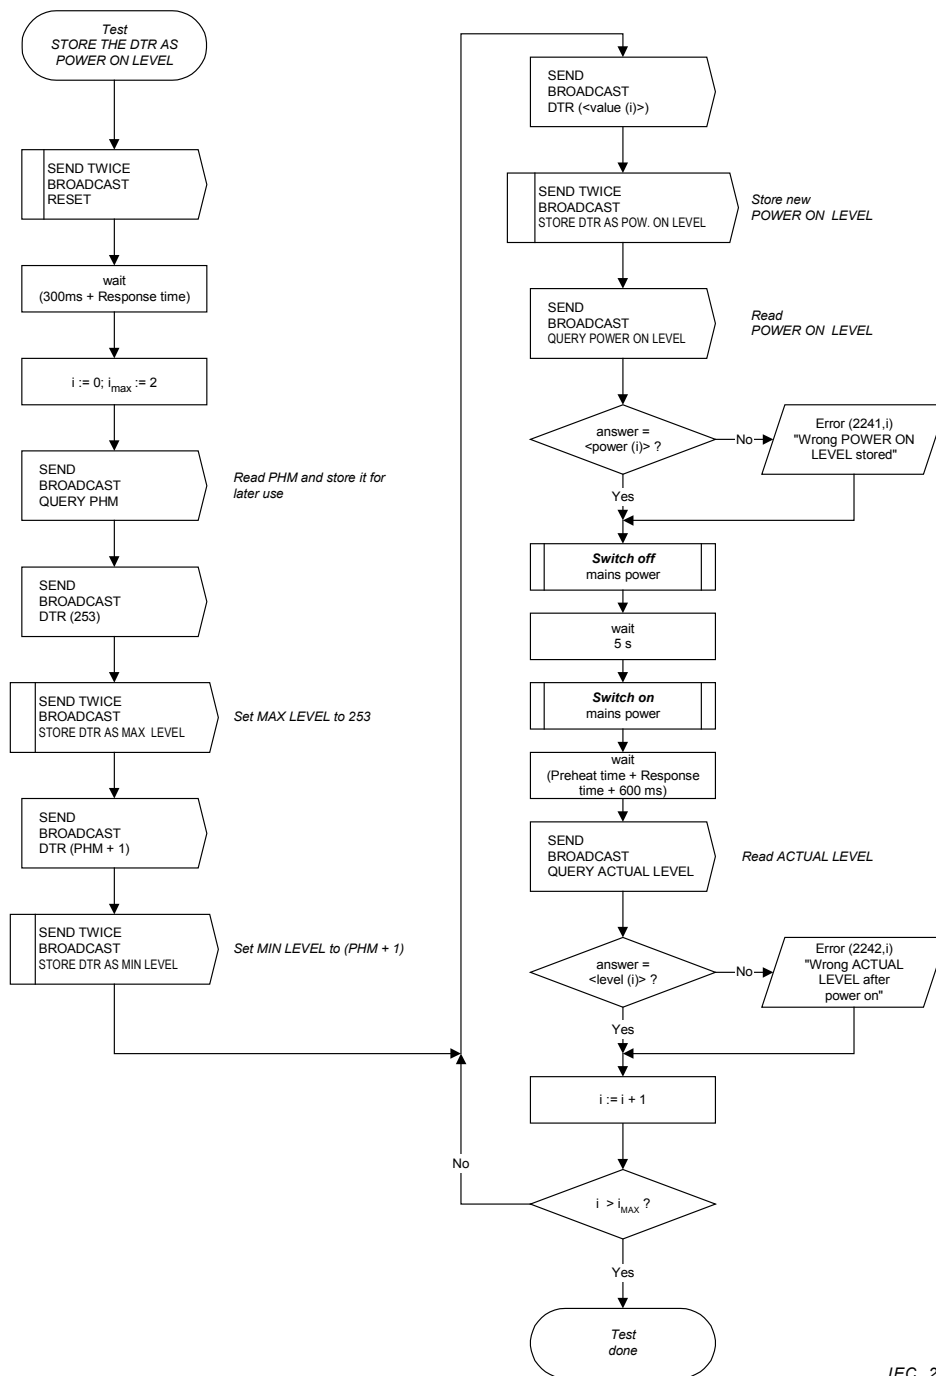 Test
STORE THE DTR AS
POWER ON LEVEL
SEND TWICE
BROADCAST
RESET
wait
(300ms + Response time)
i := 0; imax := 2
SEND
BROADCAST
QUERY PHM
Read PHM and store it for
later use
SEND
BROADCAST
DTR (253)
SEND TWICE
BROADCAST
STORE DTR AS MAX LEVEL
Set MAX LEVEL to 253
SEND
BROADCAST
DTR (PHM + 1)
SEND TWICE
BROADCAST
STORE DTR AS MIN LEVEL
Set MIN LEVEL to (PHM + 1)
SEND
BROADCAST
DTR (<value (i)>)
SEND TWICE
BROADCAST
STORE DTR AS POW. ON LEVEL
Store new
POWER ON LEVEL
SEND
BROADCAST
QUERY POWER ON LEVEL
Read
POWER ON LEVEL
answer =
<power (i)> ?
No
Error (2241,i)
"Wrong POWER ON
LEVEL stored"
Yes
Switch off
mains power
wait
5 s
Switch on
mains power
wait
(Preheat time + Response
time + 600 ms)
SEND
BROADCAST
QUERY ACTUAL LEVEL
Read ACTUAL LEVEL
answer =
<level (i)> ?
No
Error (2242,i)
"Wrong ACTUAL
LEVEL after
power on"
Yes
i := i + 1
No
i > iMAX ?
Yes
Test
done
IEC